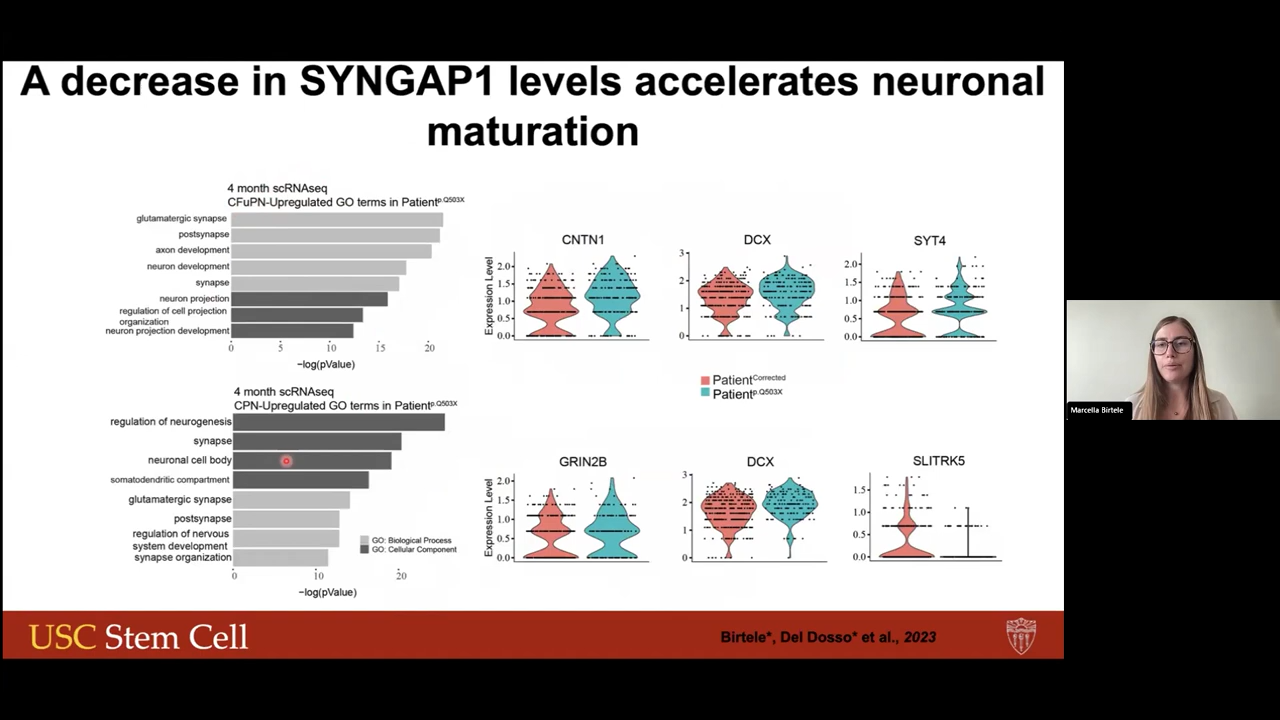 A decrease in SYNGAP1 levels accelerates neuronal
maturation
4 month scRNAseq
CFuPN-Upregulated GO terms in Patientp.Q503X
glutamatergic synapse
postsynapse
axon development
neuron development
synapse
neuron projection
regulation of cell projection
organization
neuron projection development
0 5 10 15 20
−log(pValue)
4 month scRNAseq
CPN-Upregulated GO terms in Patientp.Q503X
regulation of neurogenesis
synapse
neuronal cell body
somatodendritic compartment
glutamatergic synapse
postsynapse
regulation of nervous
system development
synapse organization
GO: Biological Process
GO: Cellular Component
0 10 20
−log(pValue)
CNTN1
Expression Level
2.0
1.5
1.0
0.5
0.0
DCX
3
2
1
0
SYT4
2.0
1.5
1.0
0.5
0.0
PatientCorrected
Patientp.Q503X
GRIN2B
Expression Level
2.0
1.5
1.0
0.5
0.0
DCX
3
2
1
0
SLITRK5
1.5
1.0
0.5
0.0
Marcella Birtele
USC Stem Cell
Birtele*, Del Dosso* et al., 2023